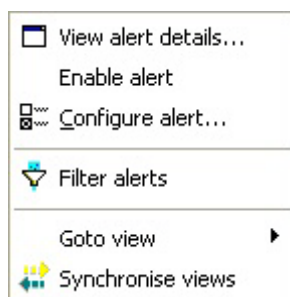 View alert details...
Enable alert
Configure alert...
Filter alerts
Goto view
Synchronise views